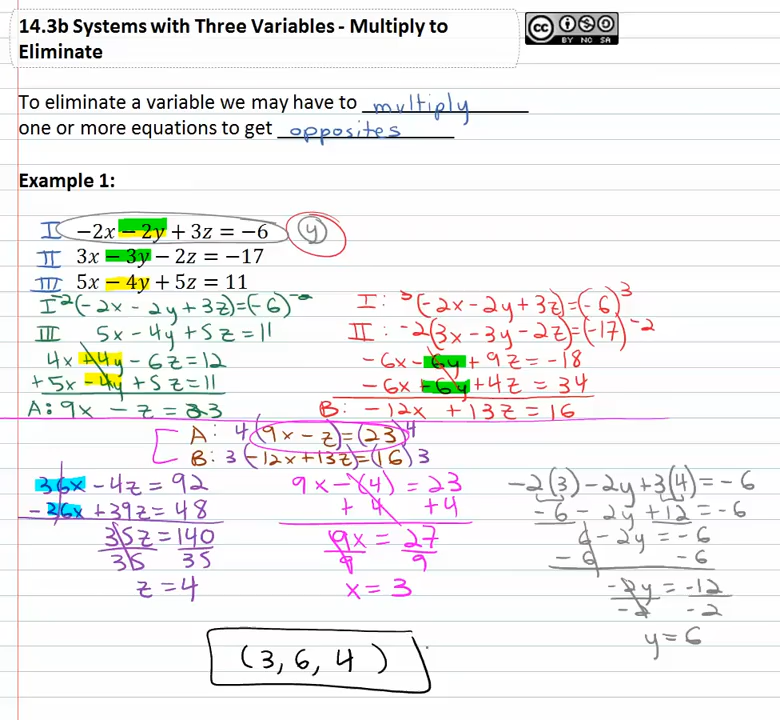 14.3b Systems with Three Variables - Multiply to
Eliminate
cc BY NC SA
To eliminate a variable we may have to multiply
one or more equations to get opposites
Example 1:
I −2x − 2y + 3z = −6 y
II 3x − 3y − 2z = −17
III 5x − 4y + 5z = 11
I -2(-2x - 2y + 3z) = (-6)-2
III 5x - 4y + 5z = 11
4x + 4y - 6z = 12
+ 5x - 4y + 5z = 11
A: 9x - z = 23
I: 3(-2x - 2y + 3z) = (-6)3
II: -2(3x - 3y - 2z) = (-17)-2
-6x - 6y + 9z = -18
-6x + 6y + 4z = 34
B: -12x + 13z = 16
A: 4(9x - z) = (23)4
B: 3(-12x + 13z) = (16)3
36x - 4z = 92
-36x + 39z = 48
35z = 140
35 35
z = 4
9x - (4) = 23
+ 4 + 4
9x = 27
9 9
x = 3
-2(3) - 2y + 3(4) = -6
-6 - 2y + 12 = -6
6 - 2y = -6
-6 -6
-2y = -12
-2 -2
y = 6
(3, 6, 4)